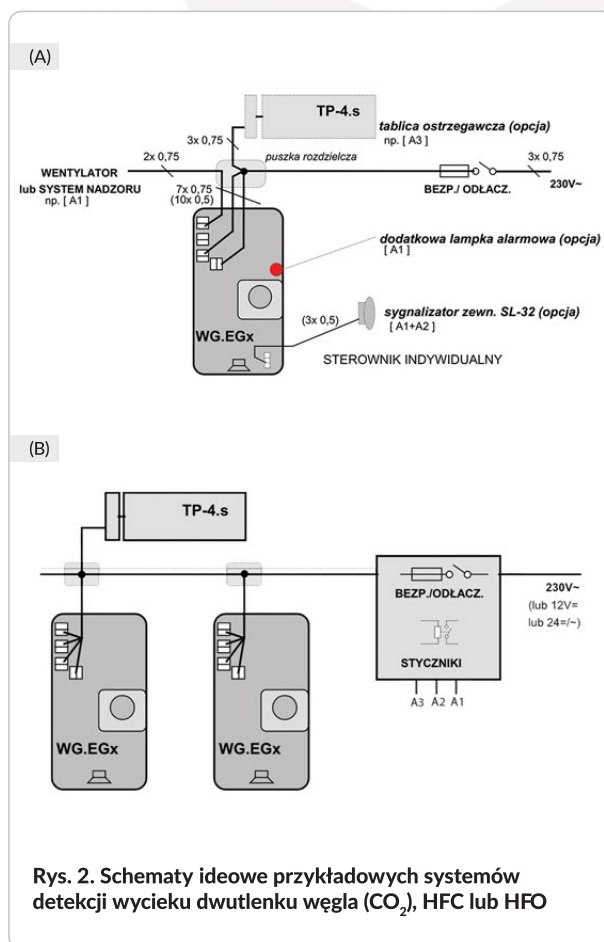 (A)
TP-4.s
tablica ostrzegawcza (opcja)
np. [ A3 ]
3x 0,75
puszka rozdzielcza
2x 0,75
3x 0,75
WENTYLATOR
lub SYSTEM NADZORU
np. [ A1 ]
7x 0,75
(10x 0,5)
BEZP./ ODŁACZ.
230V~
dodatkowa lampka alarmowa (opcja)
[ A1 ]
(3x 0,5)
sygnalizator zewn. SL-32 (opcja)
[ A1+A2 ]
WG.EGx
STEROWNIK INDYWIDUALNY
(B)
TP-4.s
BEZP./ODŁACZ.
230V~
(lub 12V=
lub 24=/~)
STYCZNIKI
A3 A2 A1
WG.EGx
WG.EGx
Rys. 2. Schematy ideowe przykładowych systemów
detekcji wycieku dwutlenku węgla (CO₂), HFC lub HFO